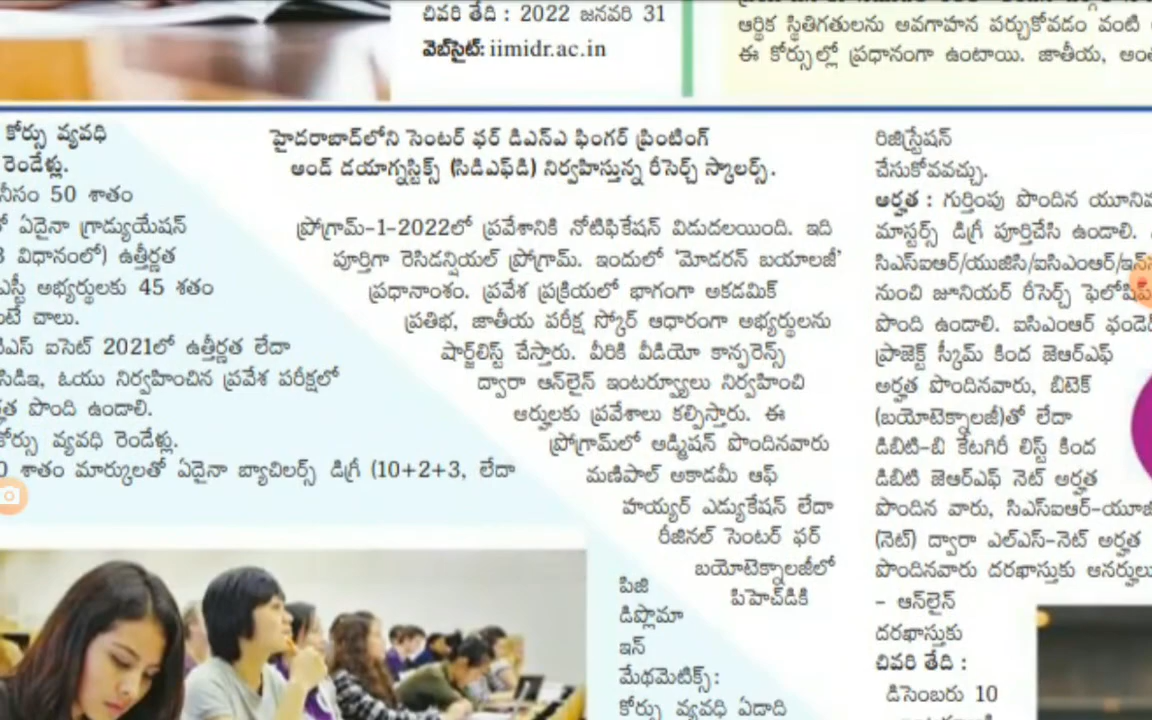 చివరి తేది : 2022 జనవరి 31
వెబ్‌సైట్: iimidr.ac.in
ఆర్థిక స్థితిగతులను అవగాహన పర్చుకోవడం వంటి
ఈ కోర్సుల్లో ప్రధానంగా ఉంటాయి. జాతీయ,
కోర్సు వ్యవధి
రెండేళ్లు.
50 శాతం
ఏదైనా గ్రాడ్యుయేషన్
విధానంలో) ఉత్తీర్ణత
అభ్యర్థులకు 45 శతం
చాలు.
ఐసెట్ 2021లో ఉత్తీర్ణత లేదా
ఓయు నిర్వహించిన ప్రవేశ పరీక్షలో
పొంది ఉండాలి.
కోర్సు వ్యవధి రెండేళ్లు.
శాతం మార్కులతో ఏదైనా బ్యాచిలర్స్ డిగ్రీ (10+2+3, లేదా
హైదరాబాద్‌లోని సెంటర్ ఫర్ డిఎన్ఎ ఫింగర్ ప్రింటింగ్
అండ్ డయాగ్నస్టిక్స్ (సిడిఎఫ్‌డి) నిర్వహిస్తున్న రీసెర్చ్ స్కాలర్స్.
ప్రోగ్రామ్-1-2022లో ప్రవేశానికి నోటిఫికేషన్ విడుదలయింది. ఇది
పూర్తిగా రెసిడన్షియల్ ప్రోగ్రామ్. ఇందులో 'మోడరన్ బయాలజీ'
ప్రధానాంశం. ప్రవేశ ప్రక్రియలో భాగంగా అకడమిక్
ప్రతిభ, జాతీయ పరీక్ష స్కోర్ ఆధారంగా అభ్యర్థులను
షార్ట్‌లిస్ట్ చేస్తారు. వీరికి వీడియో కాన్ఫరెన్స్
ద్వారా ఆన్‌లైన్ ఇంటర్వ్యూలు నిర్వహించి
అర్హులకు ప్రవేశాలు కల్పిస్తారు. ఈ
ప్రోగ్రామ్‌లో అడ్మిషన్ పొందినవారు
మణిపాల్ అకాడమీ ఆఫ్
హయ్యర్ ఎడ్యుకేషన్ లేదా
రీజినల్ సెంటర్ ఫర్
బయోటెక్నాలజీలో
పిహెచ్‌డికి
పిజి
డిప్లొమా
ఇన్
మేథమెటిక్స్:
కోర్సు వ్యవధి ఏడాది
రిజిస్ట్రేషన్
చేసుకోవవచ్చు.
అర్హత : గుర్తింపు పొందిన
మాస్టర్స్ డిగ్రీ పూర్తిచేసి ఉండాలి.
సిఎస్ఐఆర్/యుజిసి/ఐసిఎంఆర్/
నుంచి జూనియర్ రీసెర్చ్ ఫెలోషిప్
పొంది ఉండాలి. ఐసిఎంఆర్
ప్రాజెక్ట్ స్కీమ్ కింద జెఆర్ఎఫ్
అర్హత పొందినవారు, బిటెక్
(బయోటెక్నాలజీ)తో లేదా
డిబిటి-బి కేటగిరీ లిస్ట్ కింద
డిబిటి జెఆర్ఎఫ్ నెట్ అర్హత
పొందిన వారు, సిఎస్ఐఆర్-
(నెట్) ద్వారా ఎల్ఎస్-నెట్ అర్హత
పొందినవారు దరఖాస్తుకు అనర్హులు
- ఆన్‌లైన్
దరఖాస్తుకు
చివరి తేది :
డిసెంబరు 10